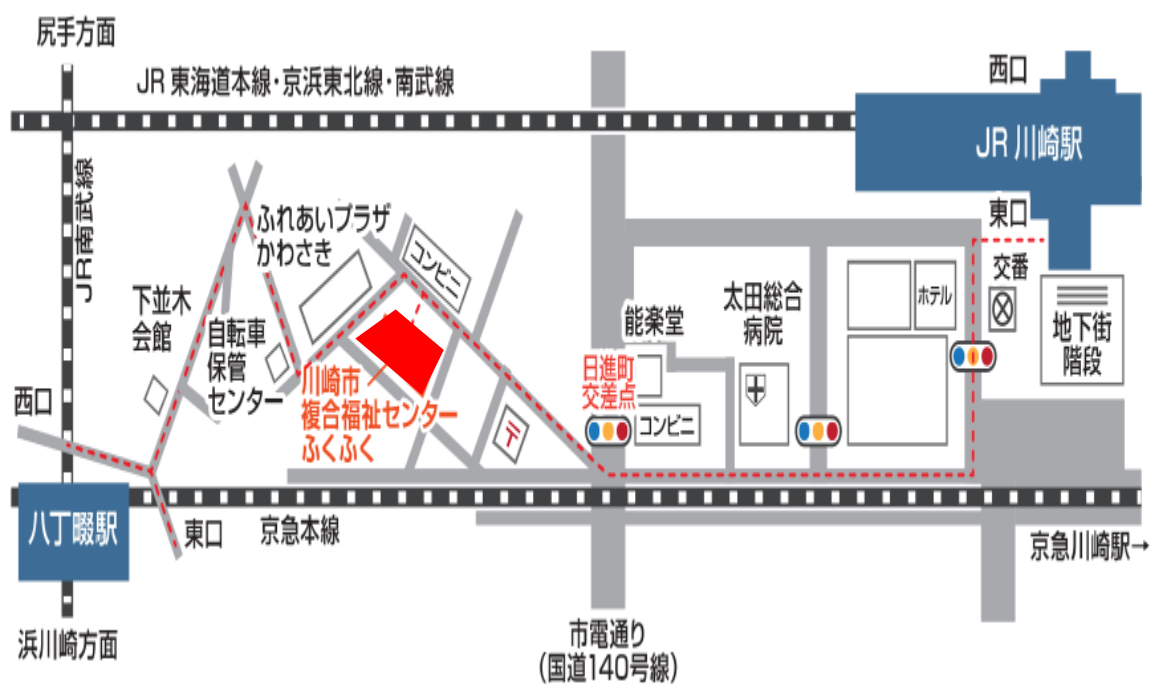 尻手方面
JR 東海道本線・京浜東北線・南武線
西口
JR 川崎駅
東口
JR南武線
ふれあいプラザ
かわさき
コンビニ
交番
ホテル
地下街
階段
太田総合
病院
能楽堂
下並木
会館
自転車
保管
センター
日進町
交差点
コンビニ
川崎市
複合福祉センター
ふくふく
〒
西口
八丁畷駅
東口
京急本線
京急川崎駅→
浜川崎方面
市電通り
(国道140号線)